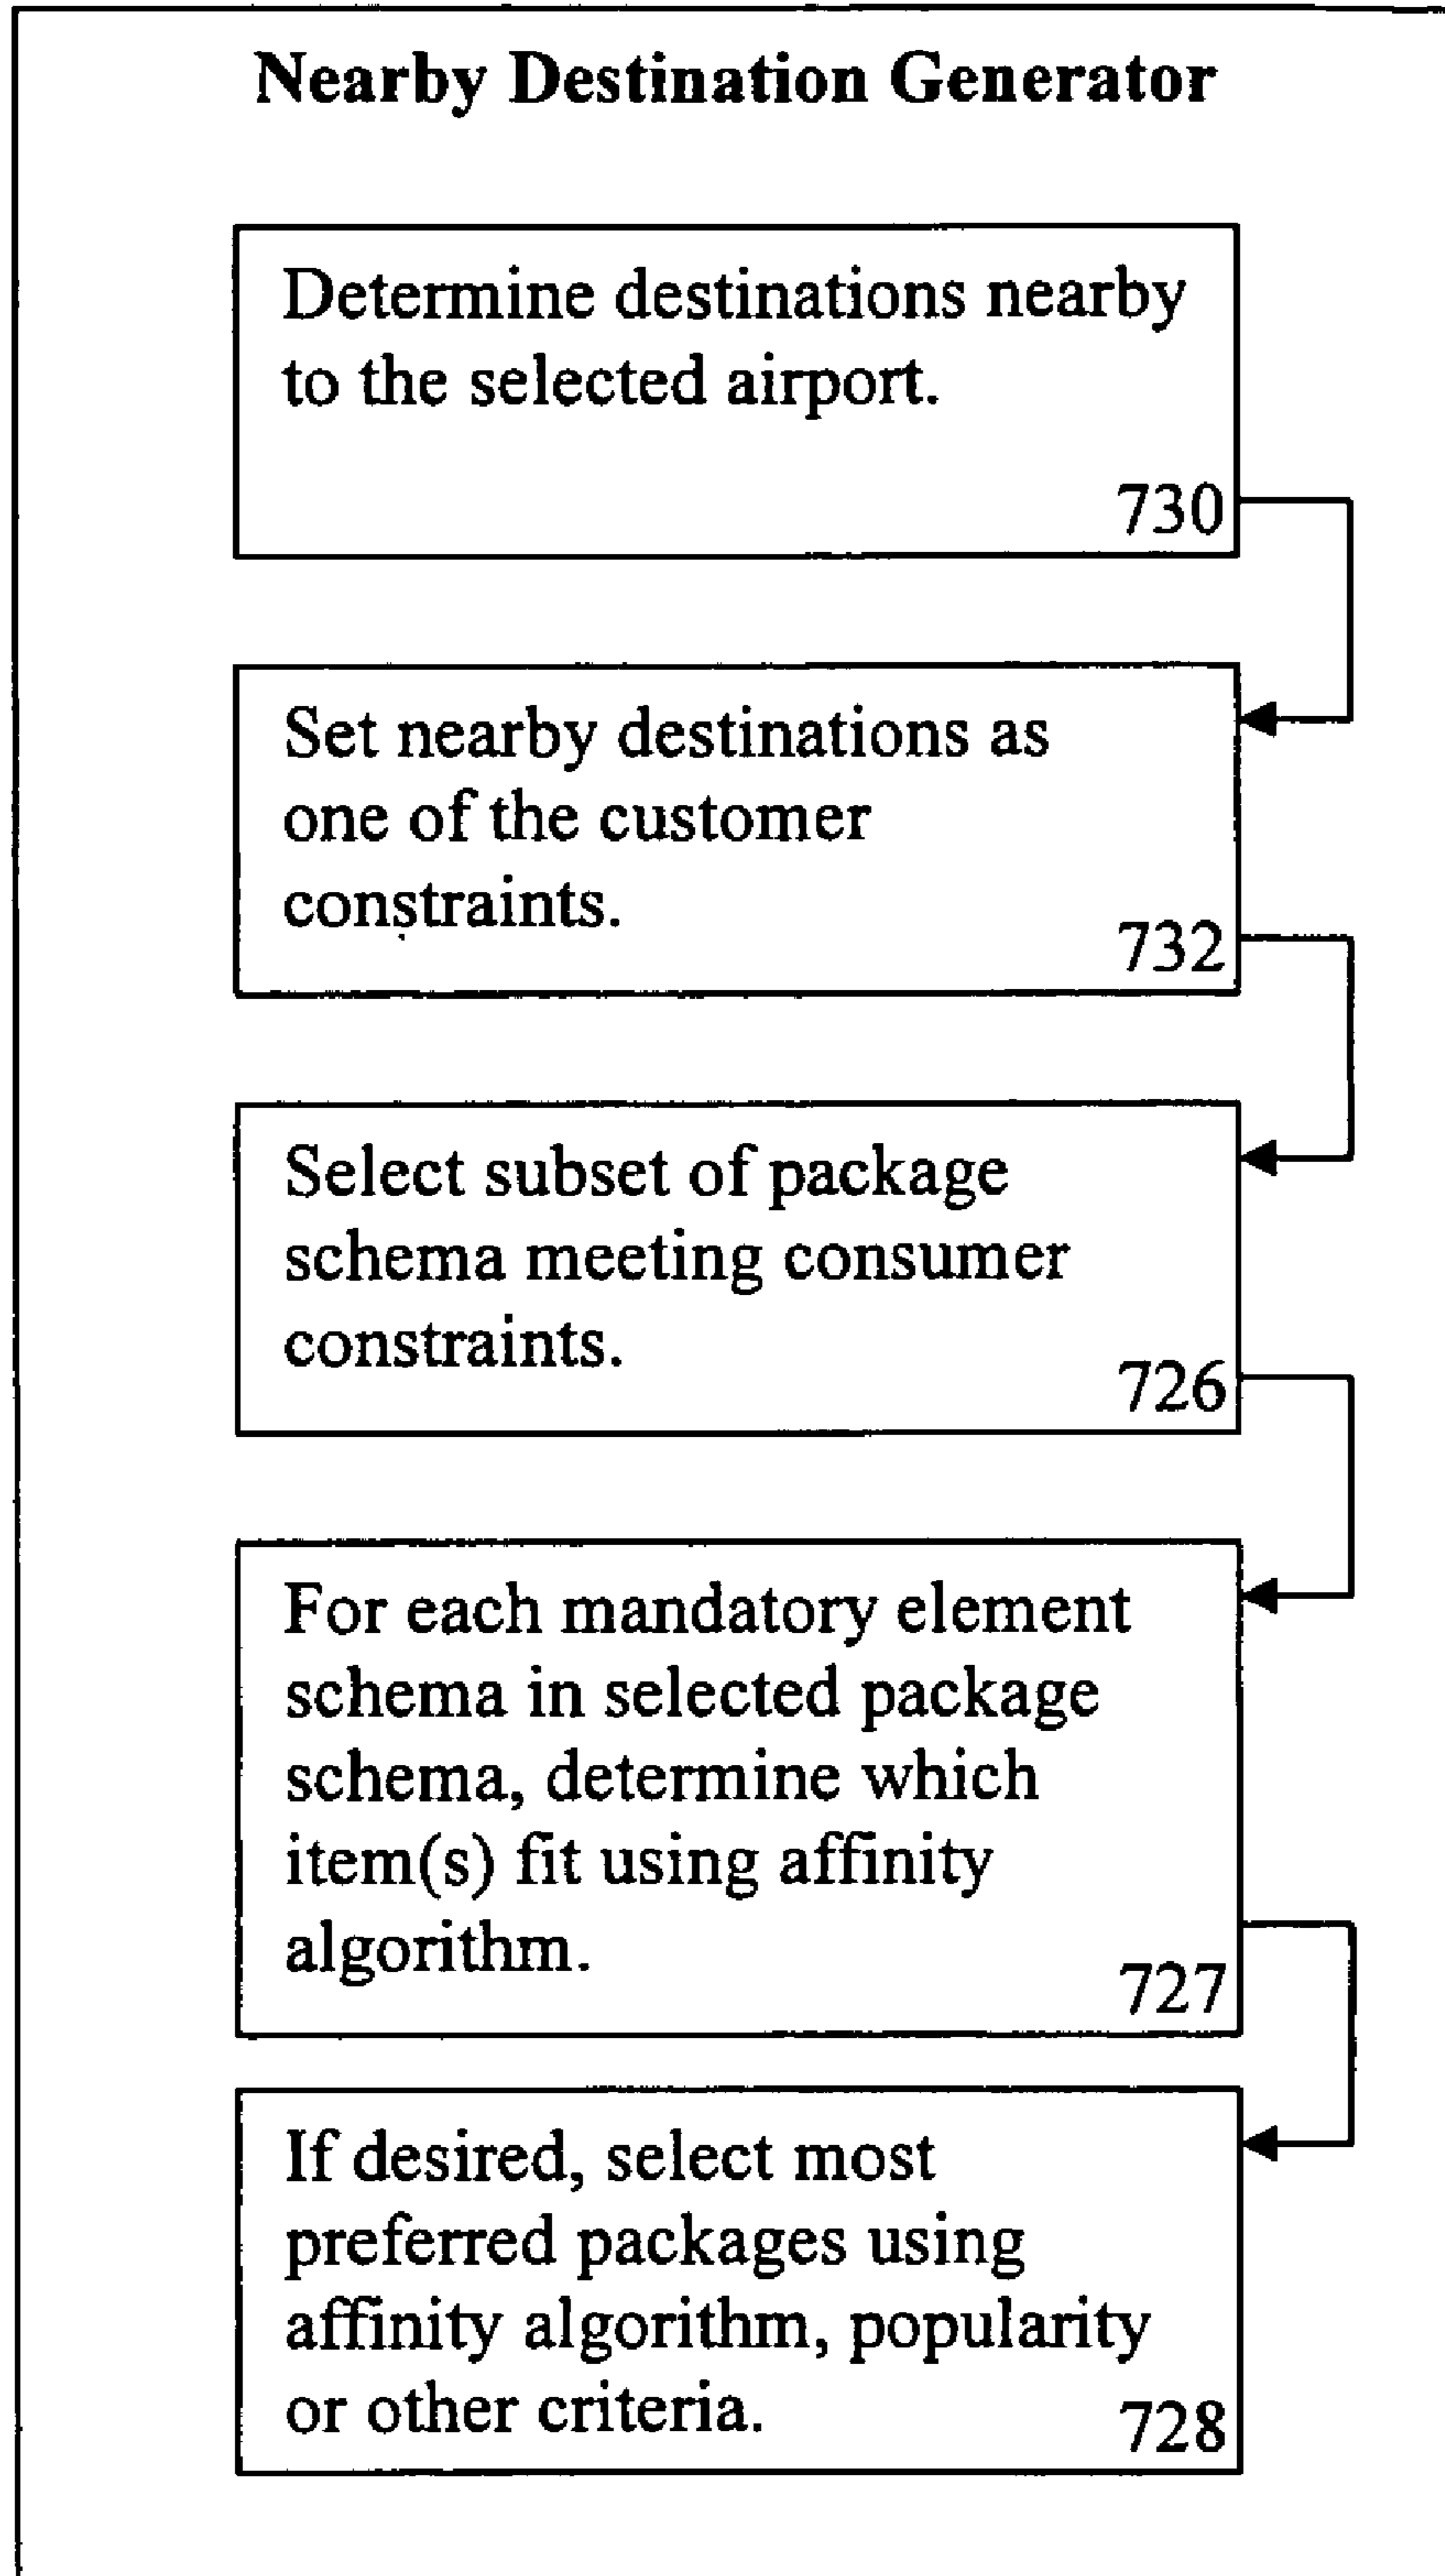 Nearby Destination Generator
Determine destinations nearby
to the selected airport.
730
Set nearby destinations as
one of the customer
constraints.
732
Select subset of package
schema meeting consumer
constraints.
726
For each mandatory element
schema in selected package
schema, determine which
item(s) fit using affinity
algorithm.
727
If desired, select most
preferred packages using
affinity algorithm, popularity
or other criteria.
728